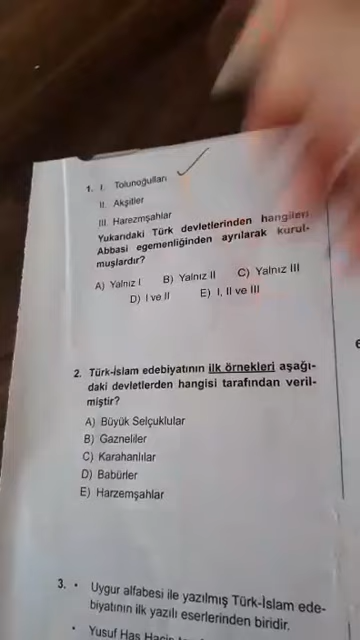 1. I. Tolunoğulları
II. Akşitler
III. Harezmşahlar
Yukarıdaki Türk devletlerinden hangileri
Abbasi egemenliğinden ayrılarak kurul-
muşlardır?
A) Yalnız I B) Yalnız II C) Yalnız III
D) I ve II E) I, II ve III
2. Türk-İslam edebiyatının ilk örnekleri aşağı-
daki devletlerden hangisi tarafından veril-
miştir?
A) Büyük Selçuklular
B) Gazneliler
C) Karahanlılar
D) Babürler
E) Harzemşahlar
3. • Uygur alfabesi ile yazılmış Türk-İslam ede-
biyatının ilk yazılı eserlerinden biridir.
• Yusuf Has Hacip